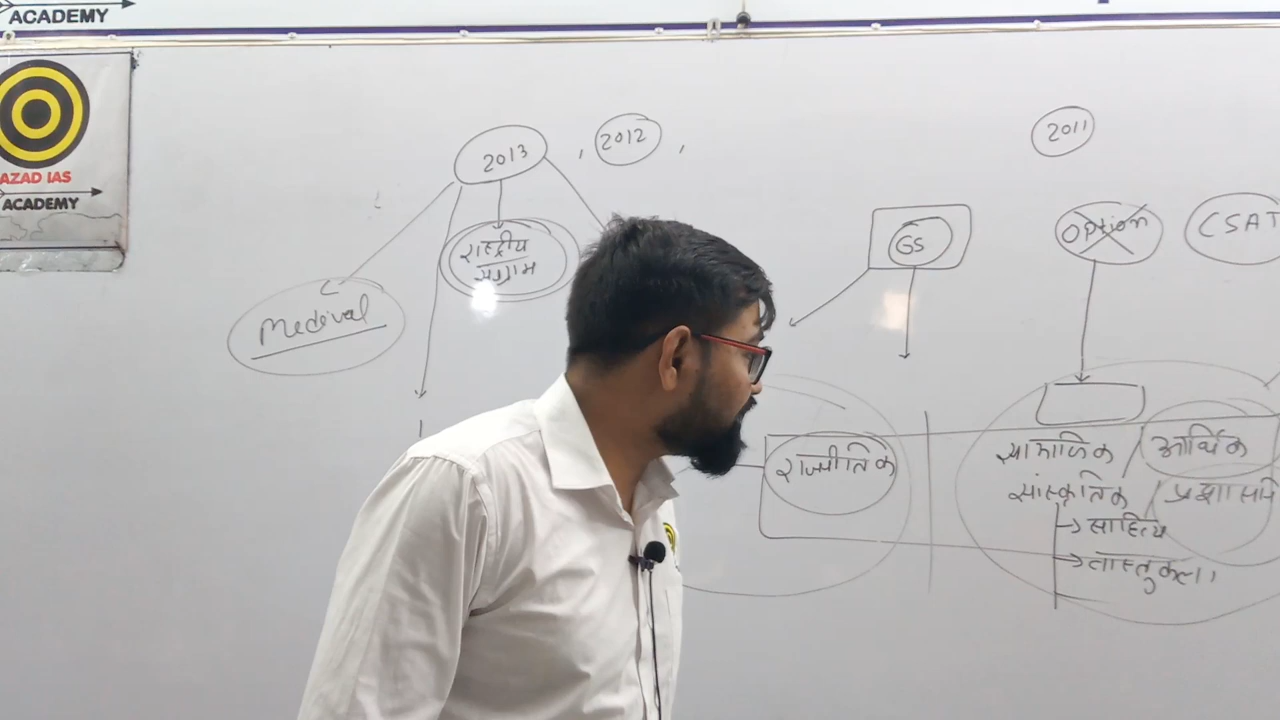 ACADEMY
AZAD IAS
ACADEMY
2013 , 2012 ,
2011
राष्ट्रीय
संग्राम
GS
Option
CSAT
Medival
राजनीतिक
सामाजिक
आर्थिक
सांस्कृतिक
→ साहित्य
→ वास्तुकला